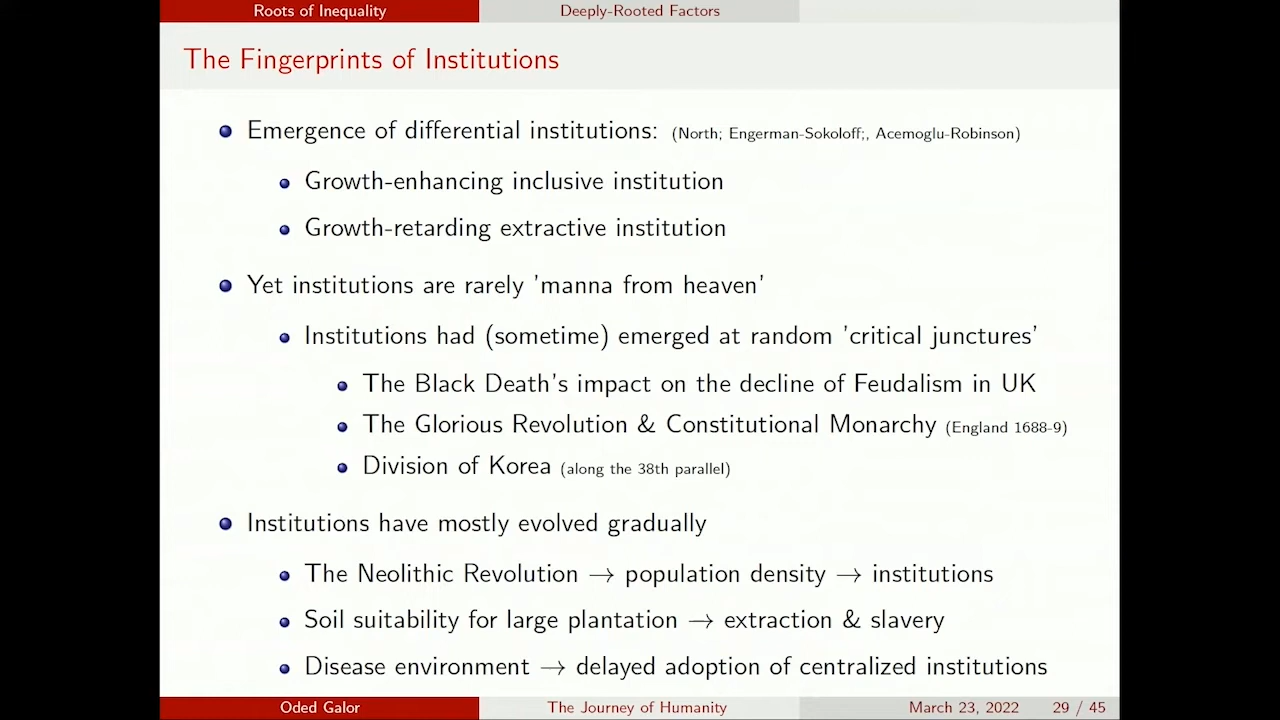 Roots of Inequality
Deeply-Rooted Factors
The Fingerprints of Institutions
Emergence of differential institutions: (North; Engerman-Sokoloff;, Acemoglu-Robinson)
Growth-enhancing inclusive institution
Growth-retarding extractive institution
Yet institutions are rarely 'manna from heaven'
Institutions had (sometime) emerged at random 'critical junctures'
The Black Death's impact on the decline of Feudalism in UK
The Glorious Revolution & Constitutional Monarchy (England 1688-9)
Division of Korea (along the 38th parallel)
Institutions have mostly evolved gradually
The Neolithic Revolution → population density → institutions
Soil suitability for large plantation → extraction & slavery
Disease environment → delayed adoption of centralized institutions
Oded Galor
The Journey of Humanity
March 23, 2022 29 / 45